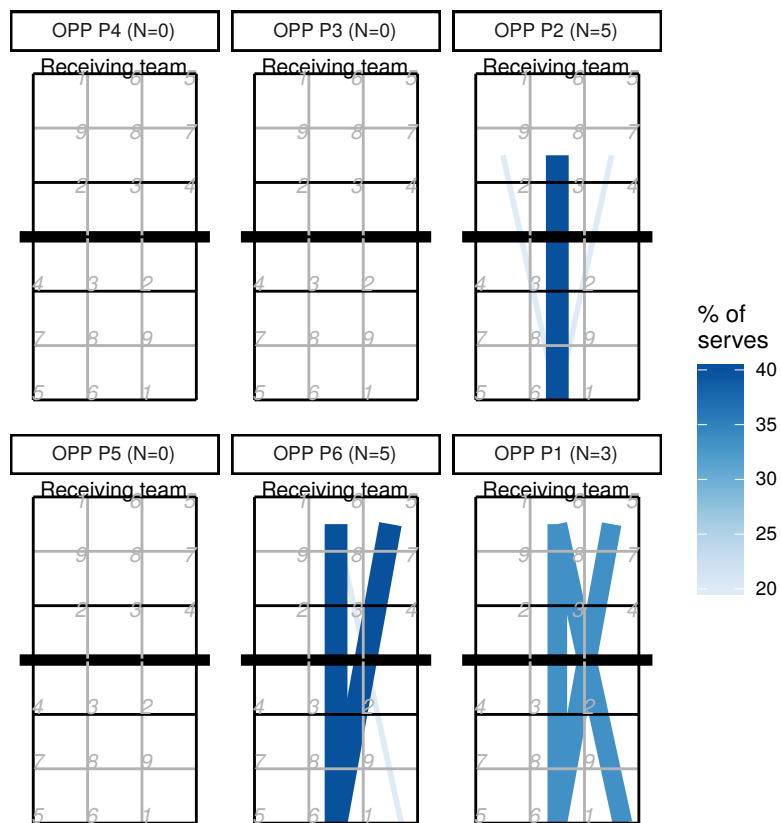 OPP P4 (N=0) OPP P3 (N=0) OPP P2 (N=5)
Receiving team Receiving team Receiving team
1 6 5 1 6 5 1 6 5
9 8 7 9 8 7 9 8 7
2 3 4 2 3 4 2 3 4
4 3 2 4 3 2 4 3 2
7 8 9 7 8 9 7 8 9
5 6 1 5 6 1 5 6 1
% of
serves
40
35
30
25
20
OPP P5 (N=0) OPP P6 (N=5) OPP P1 (N=3)
Receiving team Receiving team Receiving team
1 6 5 1 6 5 1 6 5
9 8 7 9 8 7 9 8 7
2 3 4 2 3 4 2 3 4
4 3 2 4 3 2 4 3 2
7 8 9 7 8 9 7 8 9
5 6 1 5 6 1 5 6 1